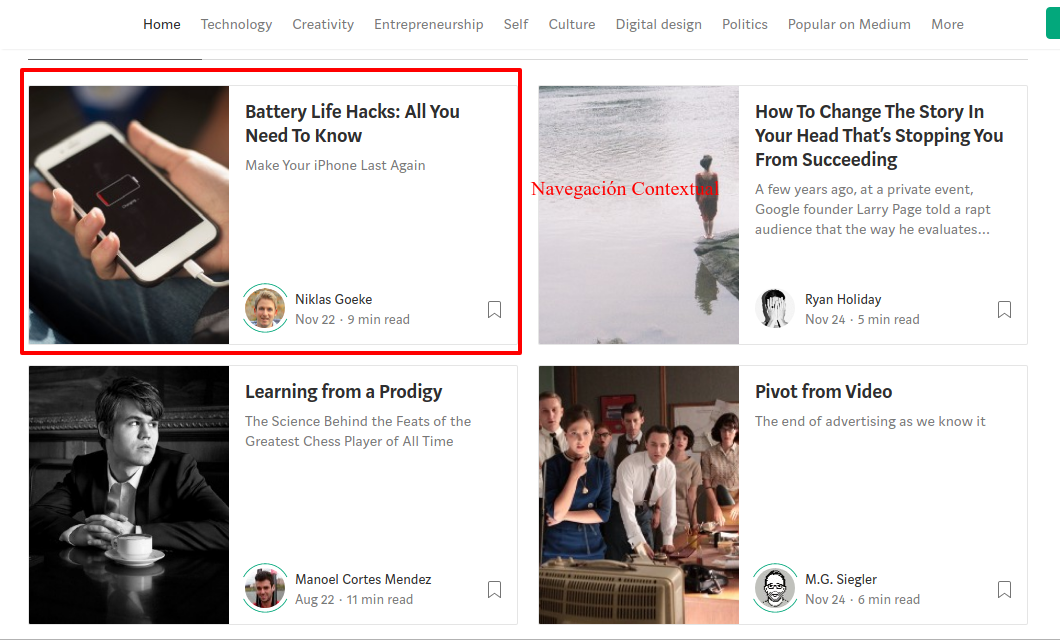 Home Technology Creativity Entrepreneurship Self Culture Digital design Politics Popular on Medium More
Battery Life Hacks: All You
Need To Know
Make Your iPhone Last Again
Niklas Goeke
Nov 22 · 9 min read
Navegación Contextual
How To Change The Story In
Your Head That’s Stopping You
From Succeeding
A few years ago, at a private event,
Google founder Larry Page told a rapt
audience that the way he evaluates…
Ryan Holiday
Nov 24 · 5 min read
Learning from a Prodigy
The Science Behind the Feats of the
Greatest Chess Player of All Time
Manoel Cortes Mendez
Aug 22 · 11 min read
Pivot from Video
The end of advertising as we know it
M.G. Siegler
Nov 24 · 6 min read